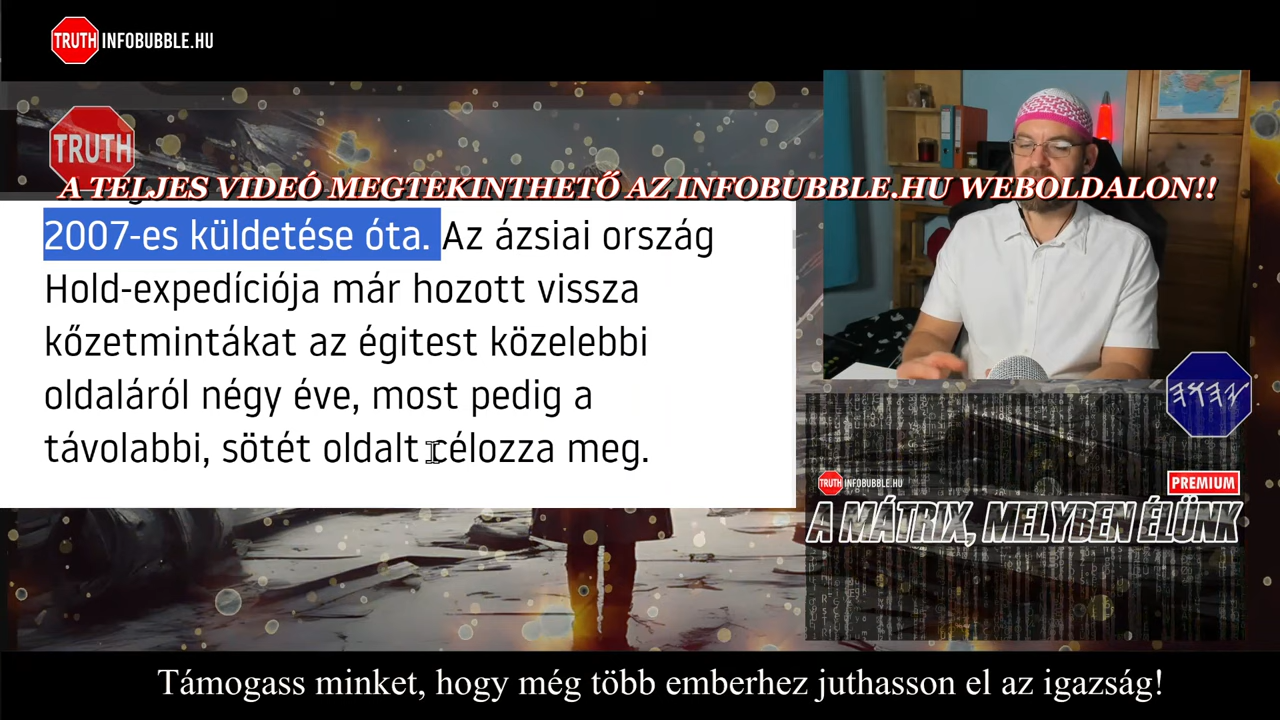 TRUTH INFOBUBBLE.HU
TRUTH
A TELJES VIDEÓ MEGTEKINTHETŐ AZ INFOBUBBLE.HU WEBOLDALON!!
2007-es küldetése óta. Az ázsiai ország
Hold-expedíciója már hozott vissza
kőzetmintákat az égitest közelebbi
oldaláról négy éve, most pedig a
távolabbi, sötét oldalt célozza meg.
TRUTH INFOBUBBLE.HU
PREMIUM
A MÁTRIX, MELYBEN ÉLÜNK
Támogass minket, hogy még több emberhez juthasson el az igazság!